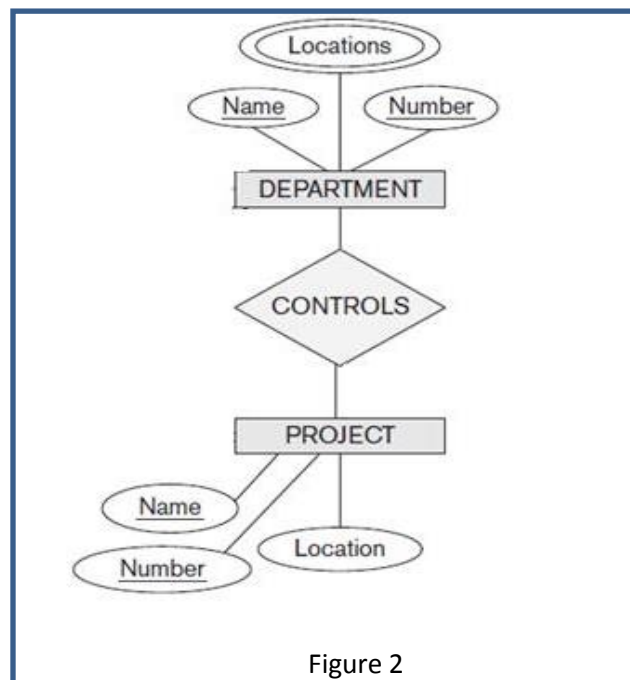 Locations
Name
Number
DEPARTMENT
CONTROLS
PROJECT
Name
Number
Location
Figure 2